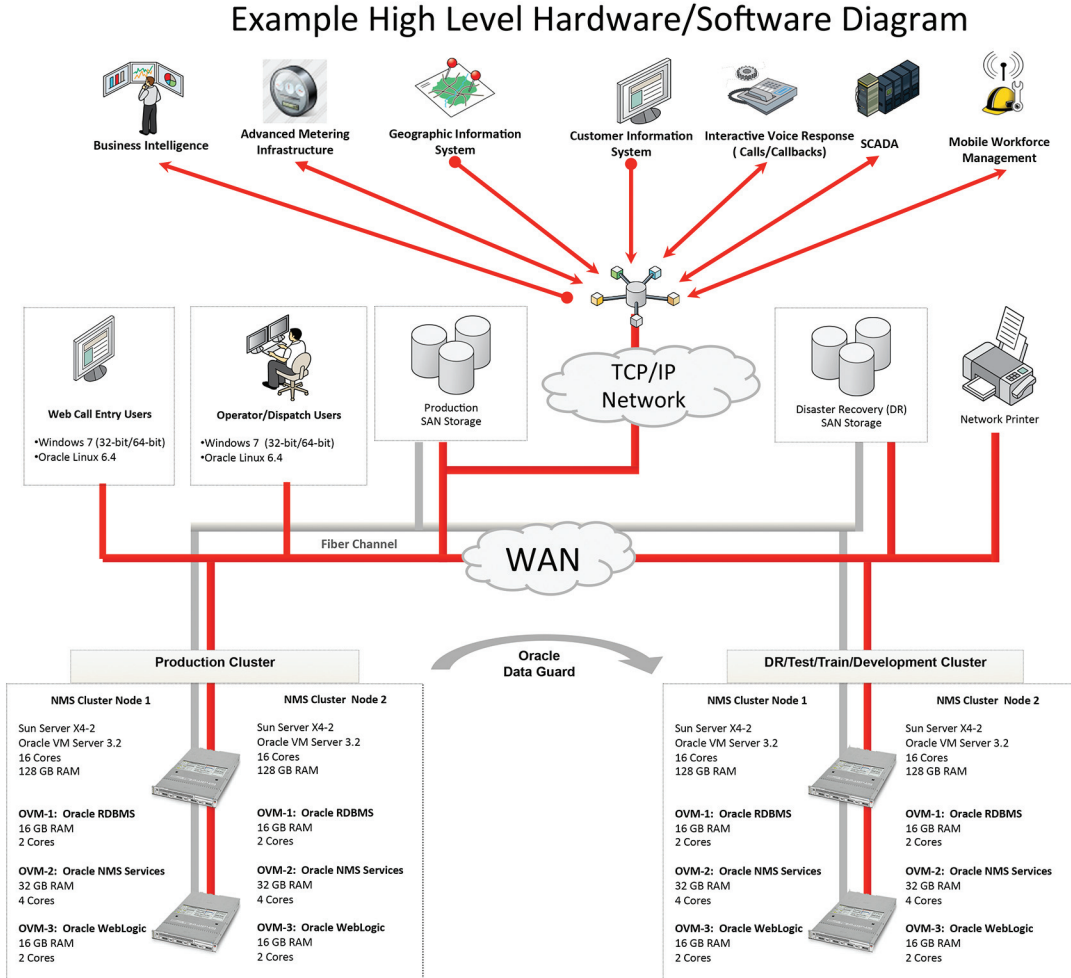 Example High Level Hardware/Software Diagram
Business Intelligence
Advanced Metering
Infrastructure
Geographic Information
System
Customer Information
System
Interactive Voice Response
( Calls/Callbacks)
SCADA
Mobile Workforce
Management
Web Call Entry Users
•Windows 7 (32-bit/64-bit)
•Oracle Linux 6.4
Operator/Dispatch Users
•Windows 7  (32-bit/64-bit)
•Oracle Linux 6.4
Production
SAN Storage
TCP/IP
Network
Disaster Recovery (DR)
SAN Storage
Network Printer
Fiber Channel
WAN
Oracle
Data Guard
Production Cluster
NMS Cluster Node 1
Sun Server X4-2
Oracle VM Server 3.2
16 Cores
128 GB RAM
OVM-1:  Oracle RDBMS
16 GB RAM
2 Cores
OVM-2: Oracle NMS Services
32 GB RAM
4 Cores
OVM-3:  Oracle WebLogic
16 GB RAM
2 Cores
NMS Cluster  Node 2
Sun Server X4-2
Oracle VM Server 3.2
16 Cores
128 GB RAM
OVM-1:  Oracle RDBMS
16 GB RAM
2 Cores
OVM-2: Oracle NMS Services
32 GB RAM
4 Cores
OVM-3:  Oracle WebLogic
16 GB RAM
2 Cores
DR/Test/Train/Development Cluster
NMS Cluster Node 1
Sun Server X4-2
Oracle VM Server 3.2
16 Cores
128 GB RAM
OVM-1:  Oracle RDBMS
16 GB RAM
2 Cores
OVM-2: Oracle NMS Services
32 GB RAM
4 Cores
OVM-3:  Oracle WebLogic
16 GB RAM
2 Cores
NMS Cluster  Node 2
Sun Server X4-2
Oracle VM Server 3.2
16 Cores
128 GB RAM
OVM-1:  Oracle RDBMS
16 GB RAM
2 Cores
OVM-2: Oracle NMS Services
32 GB RAM
4 Cores
OVM-3:  Oracle WebLogic
16 GB RAM
2 Cores